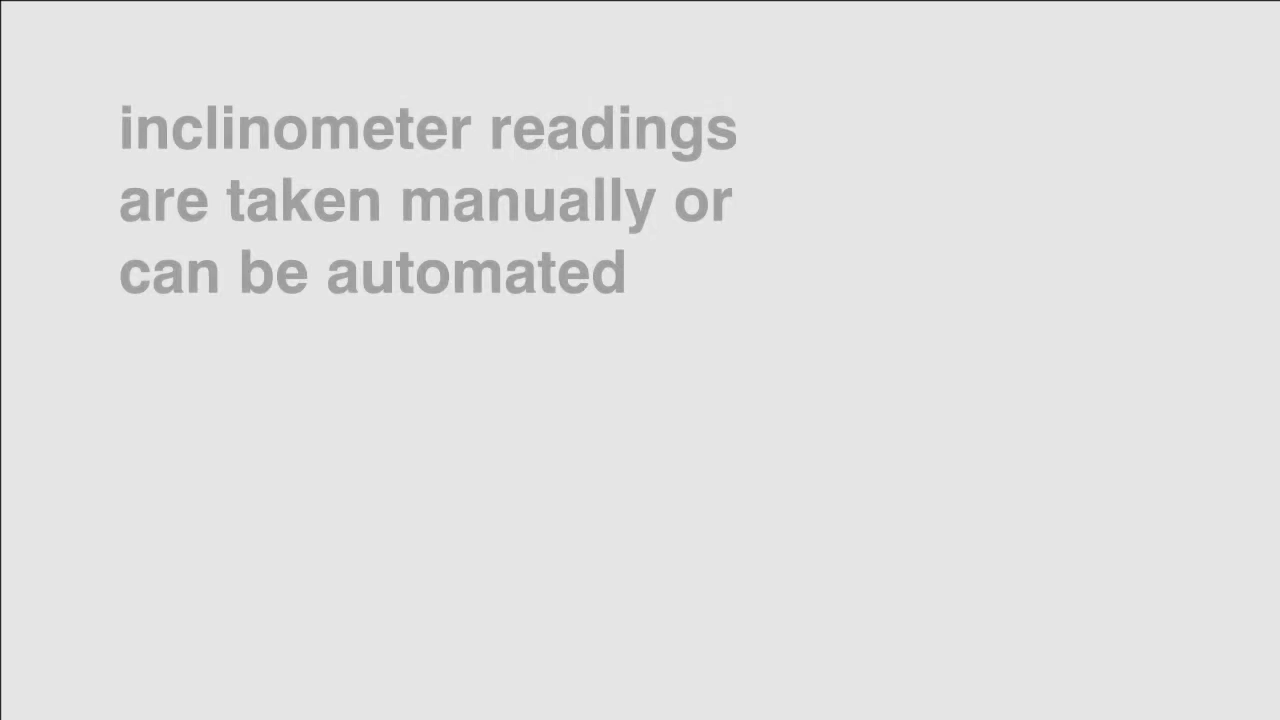 inclinometer readings
are taken manually or
can be automated